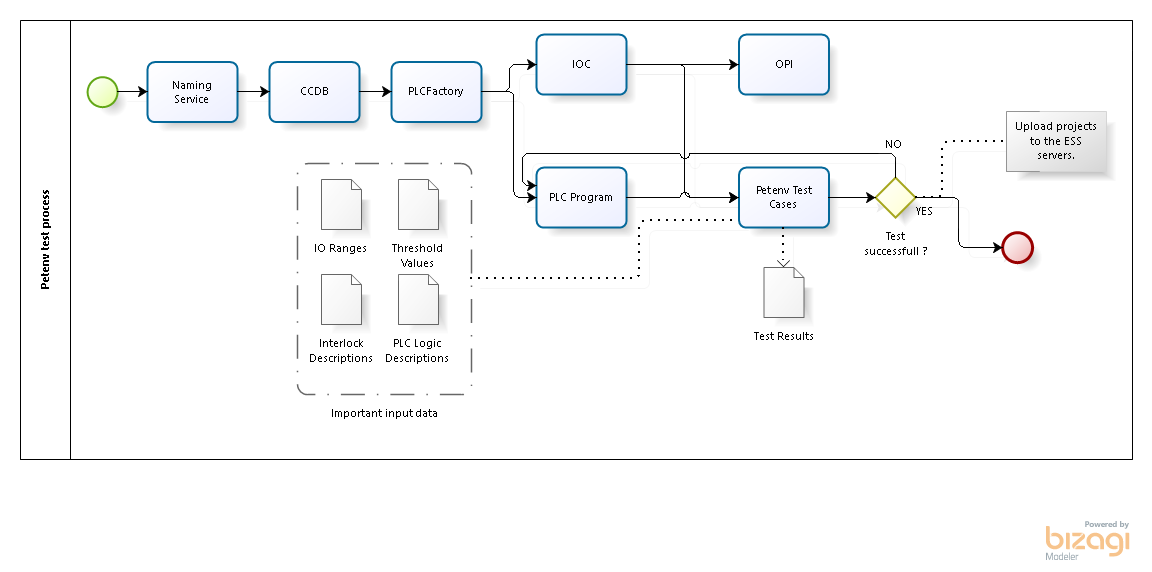 Petenv test process
Naming
Service
CCDB
PLCFactory
IOC
OPI
Upload projects
to the ESS
servers.
NO
PLC Program
Petenv Test
Cases
YES
Test
successfull ?
IO Ranges
Threshold
Values
Interlock
Descriptions
PLC Logic
Descriptions
Important input data
Test Results
Powered by
bizagi
Modeler